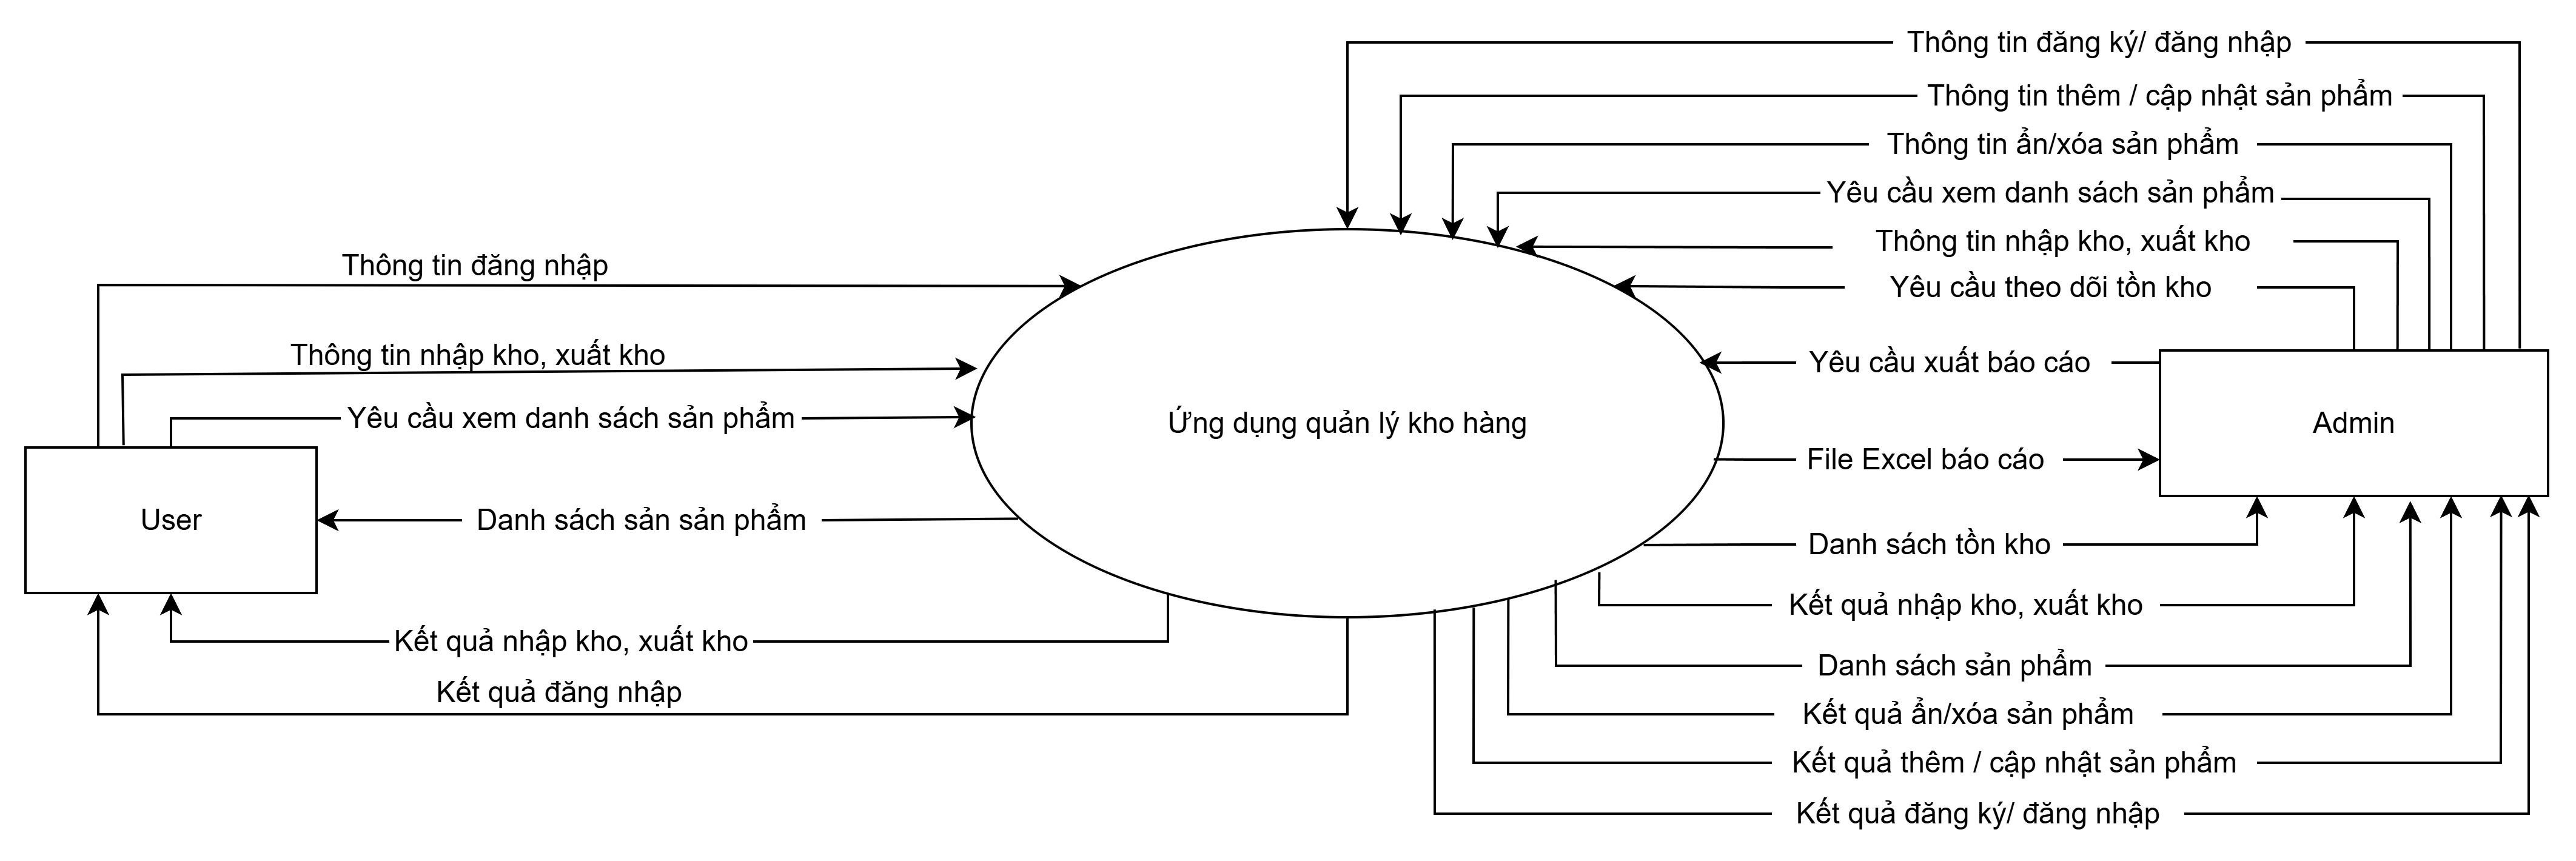 Thông tin đăng ký/ đăng nhập
Thông tin thêm / cập nhật sản phẩm
Thông tin ẩn/xóa sản phẩm
Yêu cầu xem danh sách sản phẩm
Thông tin nhập kho, xuất kho
Yêu cầu theo dõi tồn kho
Thông tin đăng nhập
Thông tin nhập kho, xuất kho
Yêu cầu xem danh sách sản phẩm
User
Danh sách sản sản phẩm
Kết quả nhập kho, xuất kho
Kết quả đăng nhập
Ứng dụng quản lý kho hàng
Yêu cầu xuất báo cáo
Admin
File Excel báo cáo
Danh sách tồn kho
Kết quả nhập kho, xuất kho
Danh sách sản phẩm
Kết quả ẩn/xóa sản phẩm
Kết quả thêm / cập nhật sản phẩm
Kết quả đăng ký/ đăng nhập